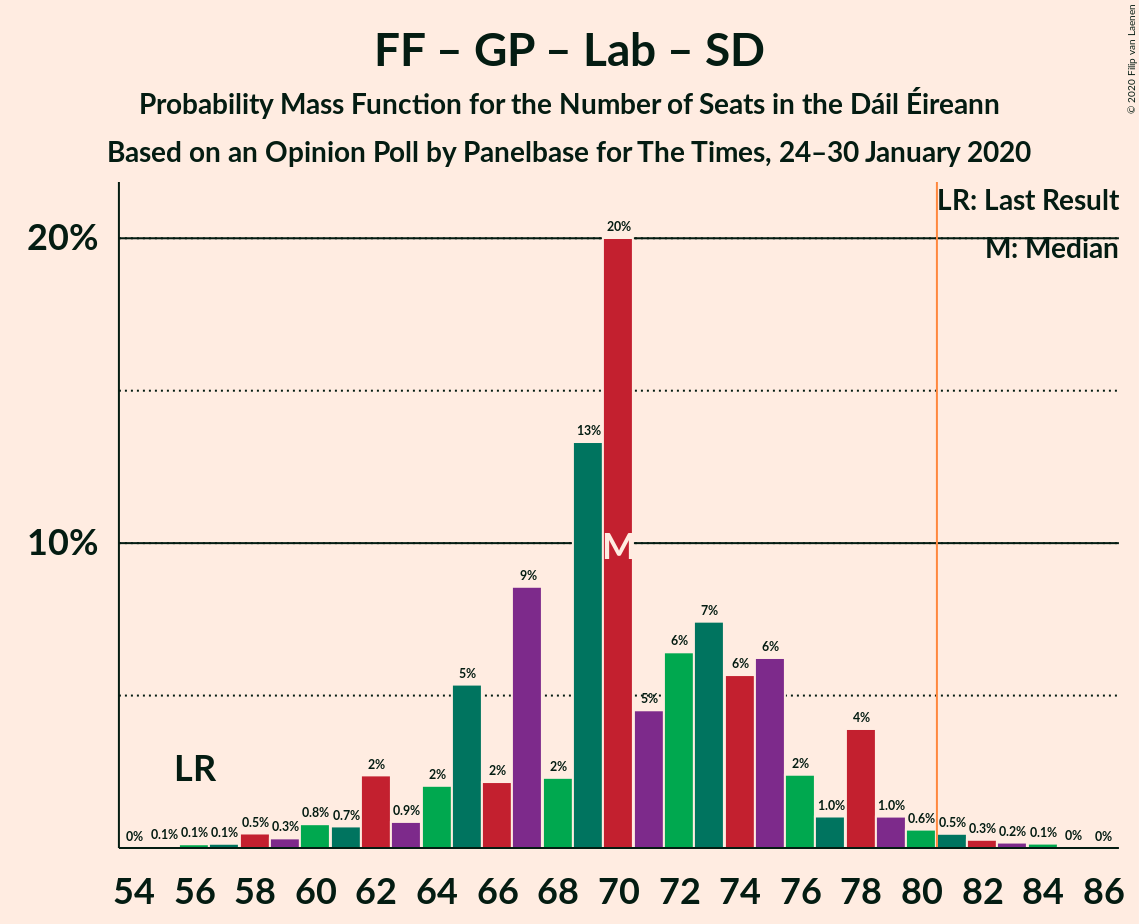 FF – GP – Lab – SD
Probability Mass Function for the Number of Seats in the Dáil Éireann
Based on an Opinion Poll by Panelbase for The Times, 24–30 January 2020
© 2020 Filip van Laenen
LR: Last Result
M: Median
20%
10%
LR
M
0% 0.1% 0.1% 0.1% 0.5% 0.3% 0.8% 0.7% 2% 0.9% 2% 5% 2% 9% 2% 13% 20% 5% 6% 7% 6% 6% 2% 1.0% 4% 1.0% 0.6% 0.5% 0.3% 0.2% 0.1% 0% 0%
54 56 58 60 62 64 66 68 70 72 74 76 78 80 82 84 86